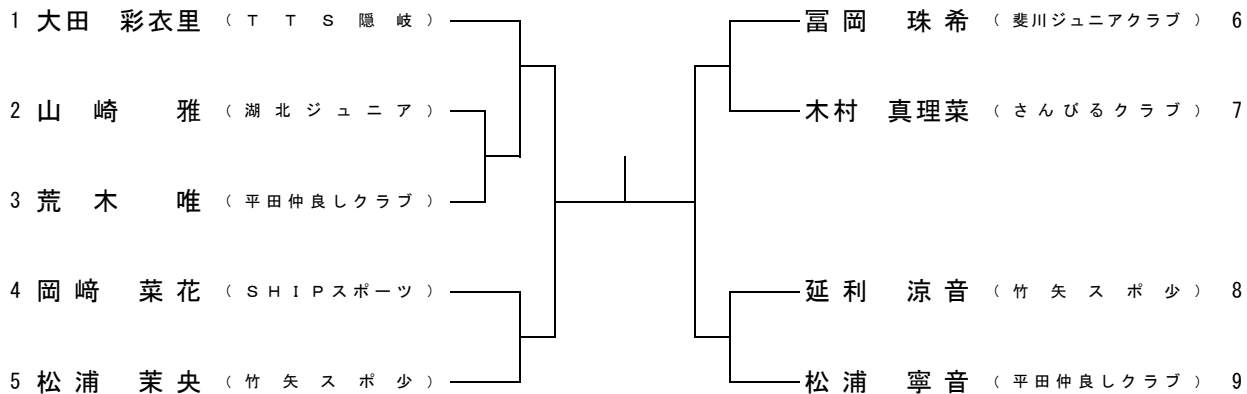 1 大田 彩衣里 （ＴＴＳ隠岐）
2 山崎 雅 （湖北ジュニア）
3 荒木 唯 （平田仲良しクラブ）
4 岡﨑 菜花 （ＳＨＩＰスポーツ）
5 松浦 茉央 （竹矢スポ少）
冨岡 珠希 （斐川ジュニアクラブ） 6
木村 真理菜 （さんびるクラブ） 7
延利 涼音 （竹矢スポ少） 8
松浦 寧音 （平田仲良しクラブ） 9